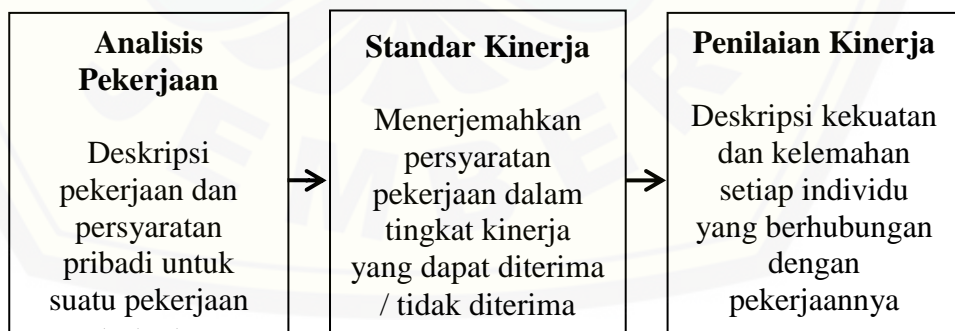 Analisis
Pekerjaan
Deskripsi
pekerjaan dan
persyaratan
pribadi untuk
suatu pekerjaan
Standar Kinerja
Menerjemahkan
persyaratan
pekerjaan dalam
tingkat kinerja
yang dapat diterima
/ tidak diterima
Penilaian Kinerja
Deskripsi kekuatan
dan kelemahan
setiap individu
yang berhubungan
dengan
pekerjaannya